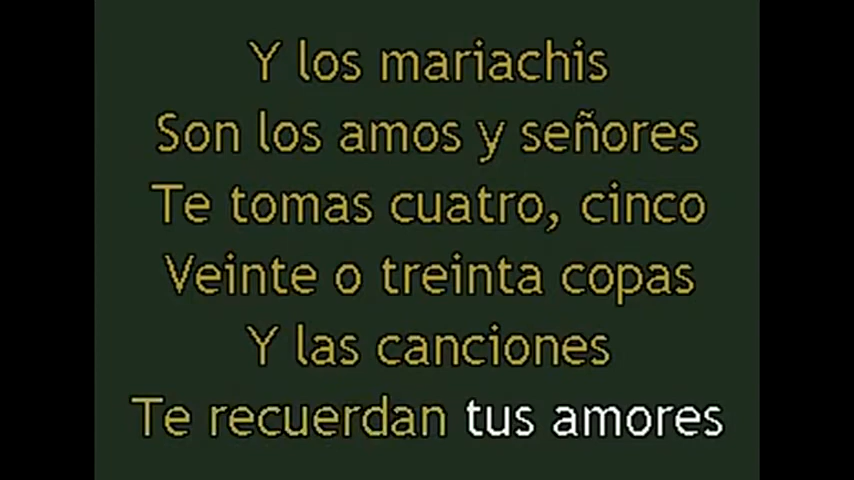 Y los mariachis
Son los amos y señores
Te tomas cuatro, cinco
Veinte o treinta copas
Y las canciones
Te recuerdan tus amores